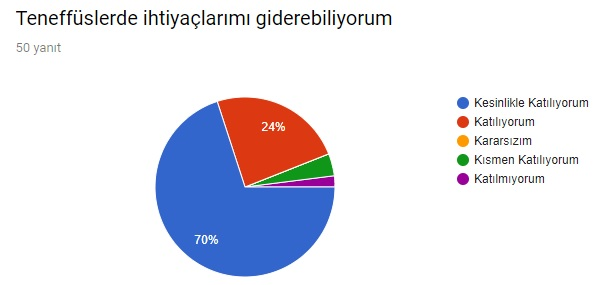 Teneffüslerde ihtiyaçlarımı giderebiliyorum
50 yanıt
Kesinlikle Katılıyorum
24%
Katılıyorum
Kararsızım
Kısmen Katılıyorum
Katılmıyorum
70%